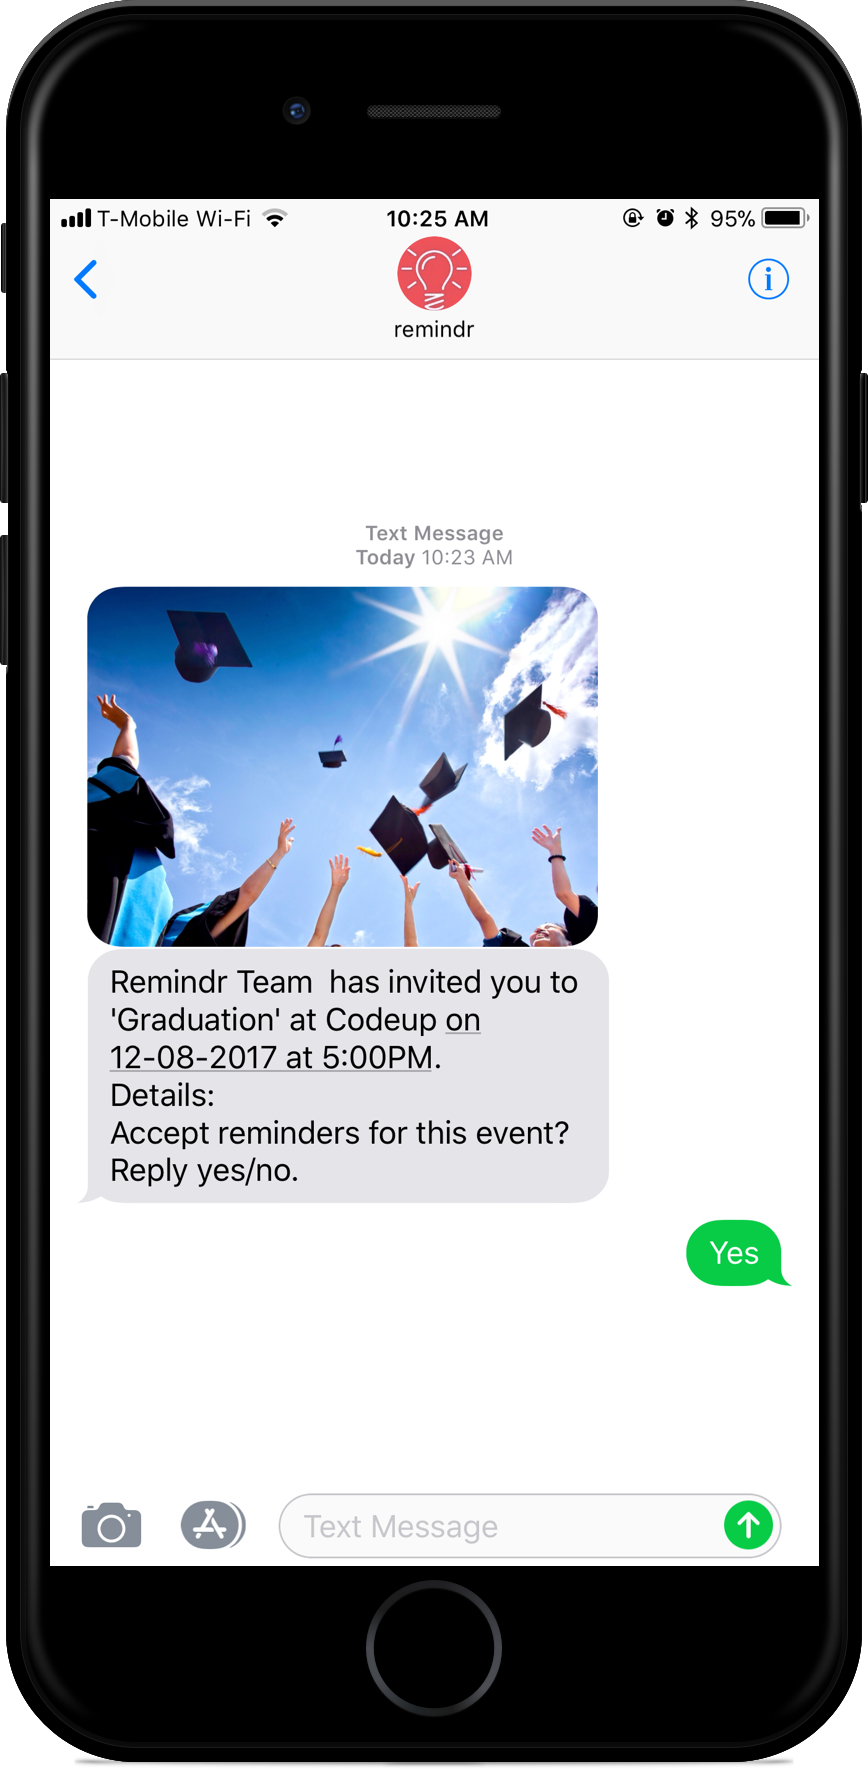 T-Mobile Wi-Fi 10:25 AM 95%
remindr
Text Message
Today 10:23 AM
Remindr Team  has invited you to
'Graduation' at Codeup on
12-08-2017 at 5:00PM.
Details:
Accept reminders for this event?
Reply yes/no.
Yes
Text Message